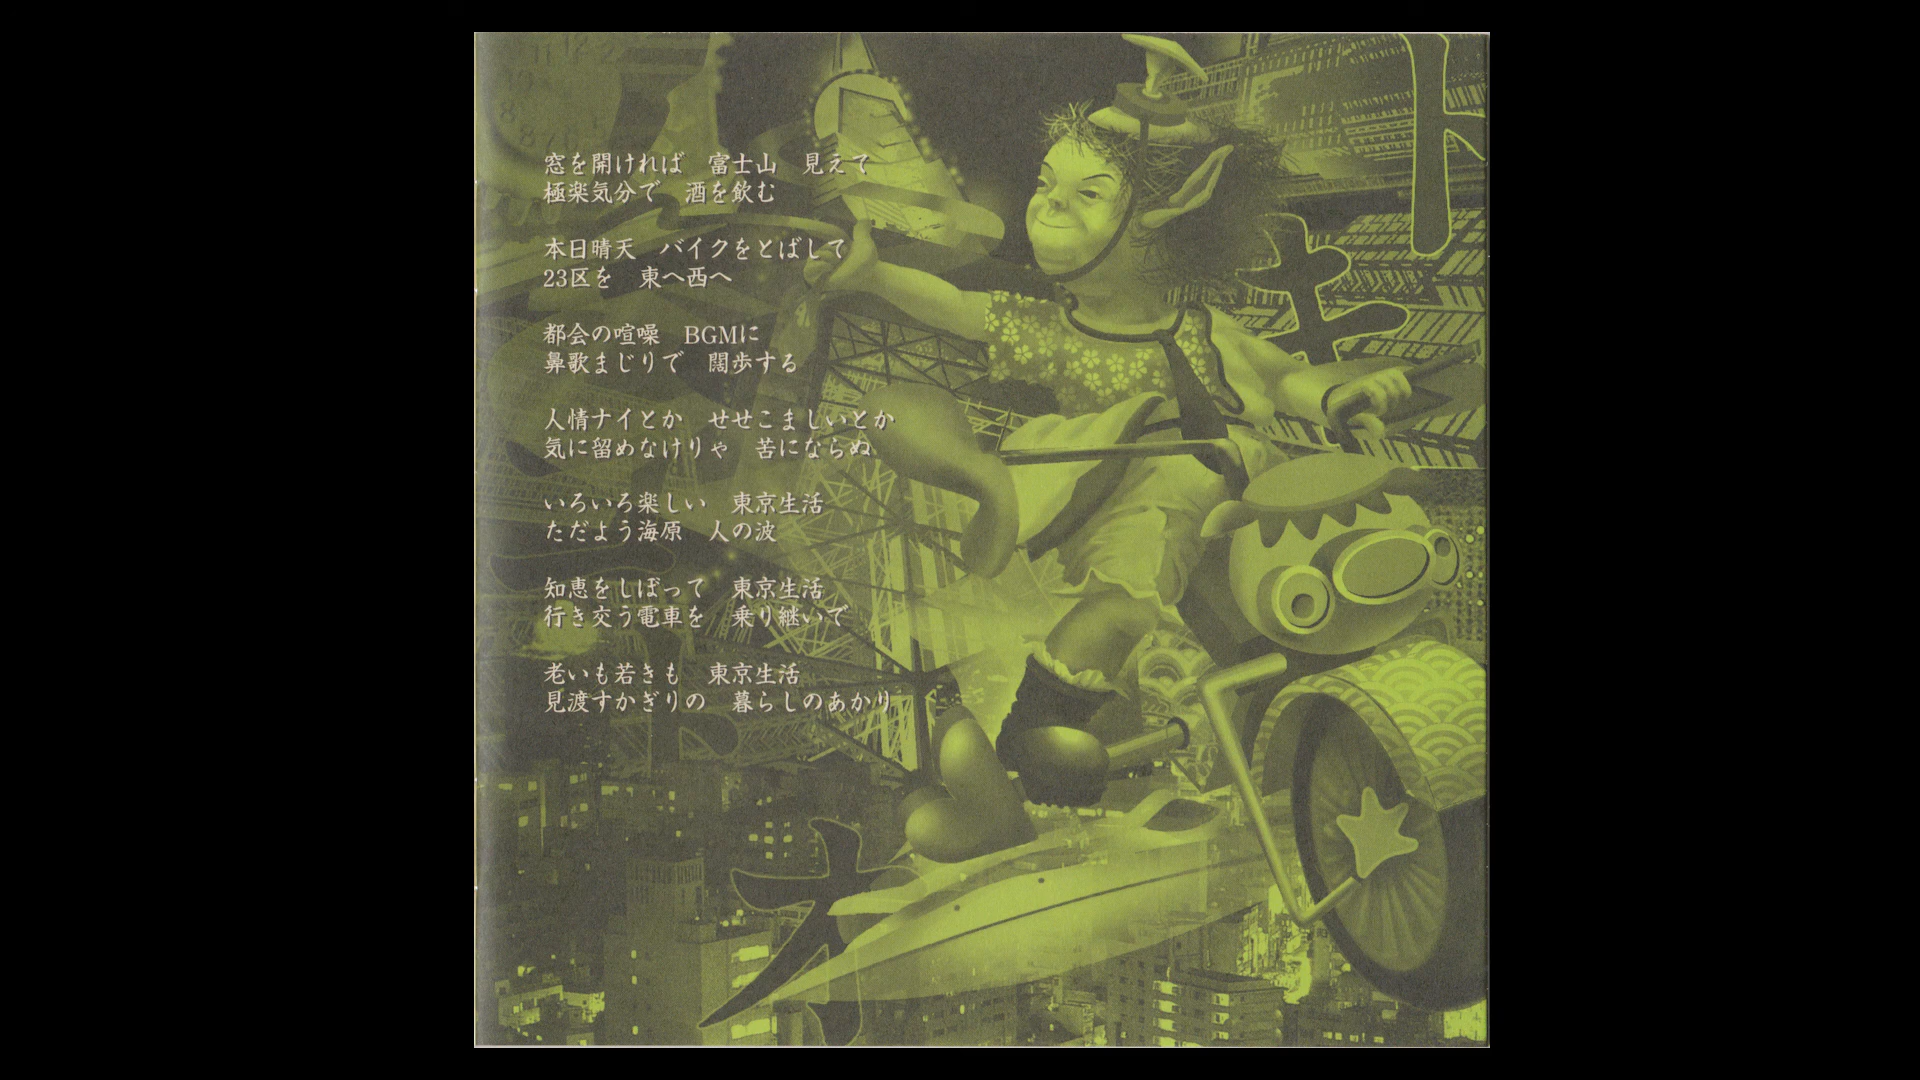 窓を開ければ　富士山　見えて
極楽気分で　酒を飲む
本日晴天　バイクをとばして
23区を　東へ西へ
都会の喧噪　BGMに
鼻歌まじりで　闊歩する
人情ナイとか　せせこましいとか
気に留めなけりゃ　苦にならぬ
いろいろ楽しい　東京生活
ただよう海原　人の波
知恵をしぼって　東京生活
行き交う電車を　乗り継いで
老いも若きも　東京生活
見渡すかぎりの　暮らしのあかり